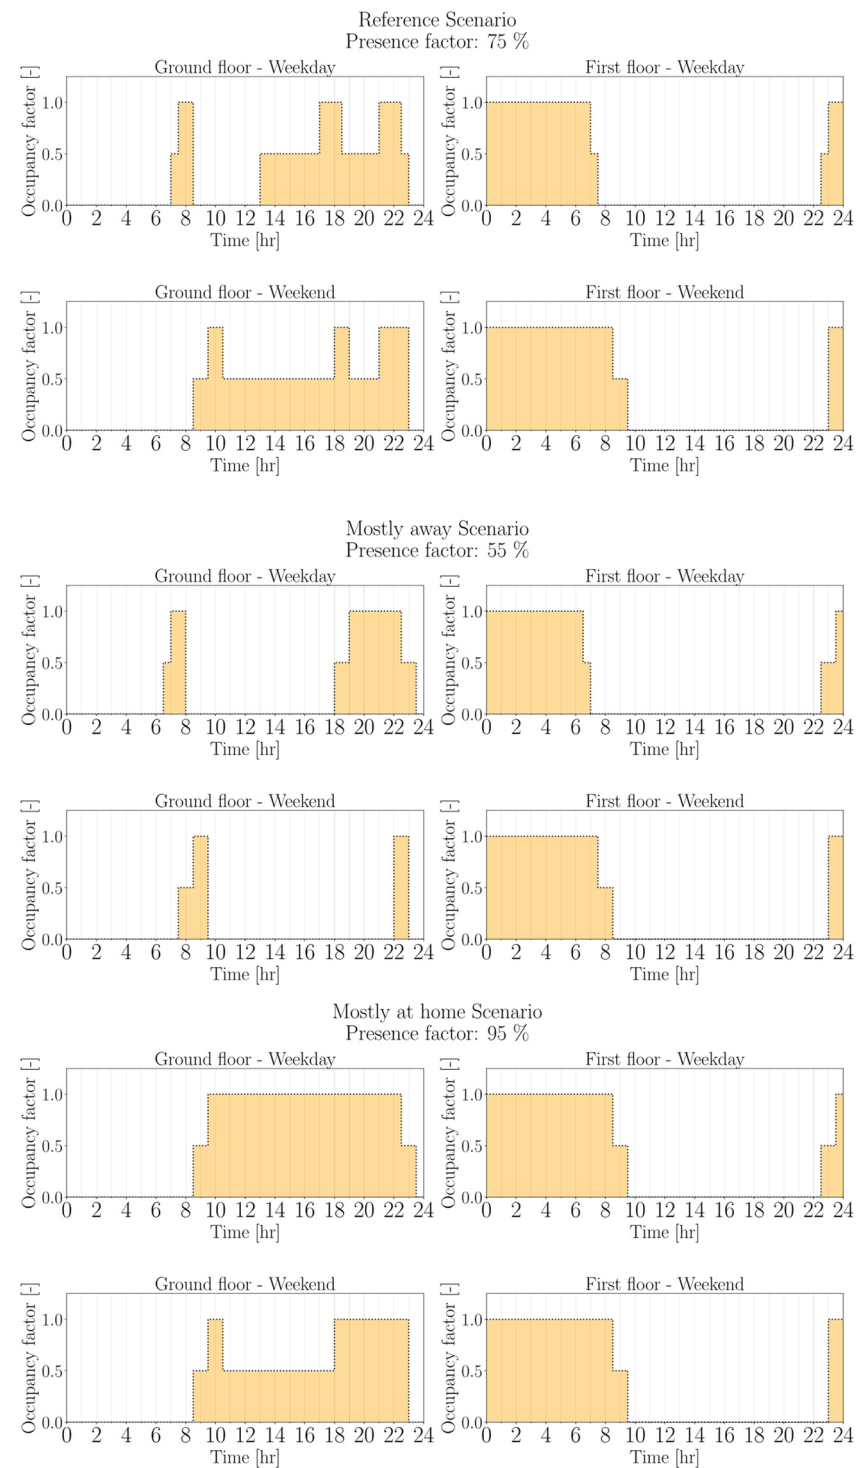 Reference Scenario
Presence factor: 75 %
Ground floor - Weekday
Occupancy factor [-]
1.0
0.5
0.0
0 2 4 6 8 10 12 14 16 18 20 22 24
Time [hr]
First floor - Weekday
Occupancy factor [-]
1.0
0.5
0.0
0 2 4 6 8 10 12 14 16 18 20 22 24
Time [hr]
Ground floor - Weekend
Occupancy factor [-]
1.0
0.5
0.0
0 2 4 6 8 10 12 14 16 18 20 22 24
Time [hr]
First floor - Weekend
Occupancy factor [-]
1.0
0.5
0.0
0 2 4 6 8 10 12 14 16 18 20 22 24
Time [hr]
Mostly away Scenario
Presence factor: 55 %
Ground floor - Weekday
Occupancy factor [-]
1.0
0.5
0.0
0 2 4 6 8 10 12 14 16 18 20 22 24
Time [hr]
First floor - Weekday
Occupancy factor [-]
1.0
0.5
0.0
0 2 4 6 8 10 12 14 16 18 20 22 24
Time [hr]
Ground floor - Weekend
Occupancy factor [-]
1.0
0.5
0.0
0 2 4 6 8 10 12 14 16 18 20 22 24
Time [hr]
First floor - Weekend
Occupancy factor [-]
1.0
0.5
0.0
0 2 4 6 8 10 12 14 16 18 20 22 24
Time [hr]
Mostly at home Scenario
Presence factor: 95 %
Ground floor - Weekday
Occupancy factor [-]
1.0
0.5
0.0
0 2 4 6 8 10 12 14 16 18 20 22 24
Time [hr]
First floor - Weekday
Occupancy factor [-]
1.0
0.5
0.0
0 2 4 6 8 10 12 14 16 18 20 22 24
Time [hr]
Ground floor - Weekend
Occupancy factor [-]
1.0
0.5
0.0
0 2 4 6 8 10 12 14 16 18 20 22 24
Time [hr]
First floor - Weekend
Occupancy factor [-]
1.0
0.5
0.0
0 2 4 6 8 10 12 14 16 18 20 22 24
Time [hr]